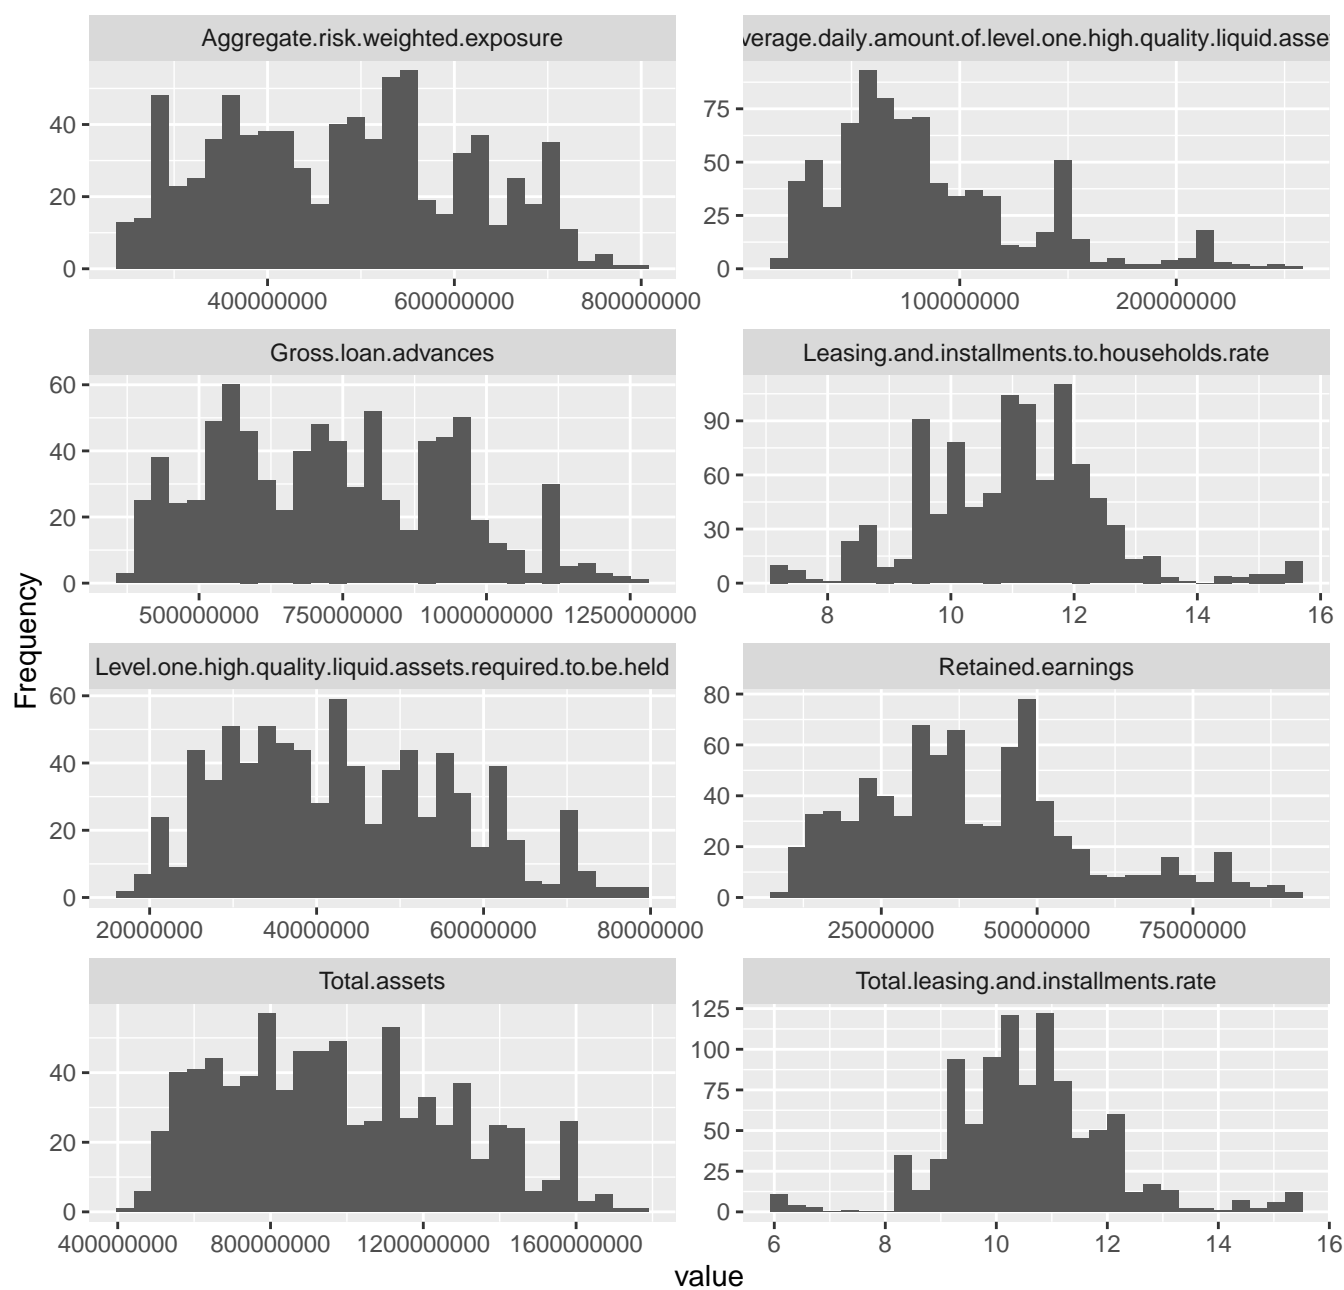 Aggregate.risk.weighted.exposure
verage.daily.amount.of.level.one.high.quality.liquid.asse
40
20
0
400000000 600000000 800000000
75
50
25
0
100000000 200000000
Gross.loan.advances
Leasing.and.installments.to.households.rate
60
40
20
0
500000000 750000000 1000000000 1250000000
90
60
30
0
8 10 12 14 16
Frequency
Level.one.high.quality.liquid.assets.required.to.be.held
Retained.earnings
60
40
20
0
20000000 40000000 60000000 80000000
80
60
40
20
0
25000000 50000000 75000000
Total.assets
Total.leasing.and.installments.rate
40
20
0
400000000 800000000 1200000000 1600000000
125
100
75
50
25
0
6 8 10 12 14 16
value